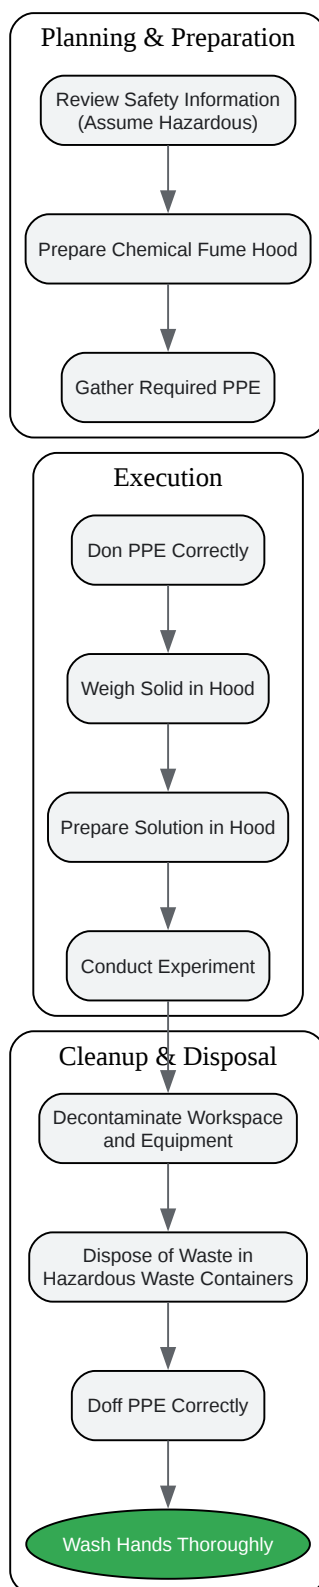 Planning & Preparation
Review Safety Information
(Assume Hazardous)
Prepare Chemical Fume Hood
Gather Required PPE
Execution
Don PPE Correctly
Weigh Solid in Hood
Prepare Solution in Hood
Conduct Experiment
Cleanup & Disposal
Decontaminate Workspace
and Equipment
Dispose of Waste in
Hazardous Waste Containers
Doff PPE Correctly
Wash Hands Thoroughly